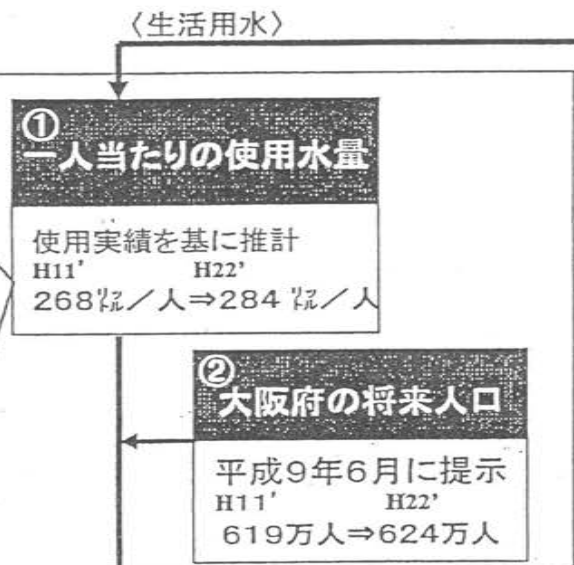 〈生活用水〉
①
一人当たりの使用水量
使用実績を基に推計
H11' H22'
268㍑／人⇒284㍑／人
②
大阪府の将来人口
平成9年6月に提示
H11' H22'
619万人⇒624万人